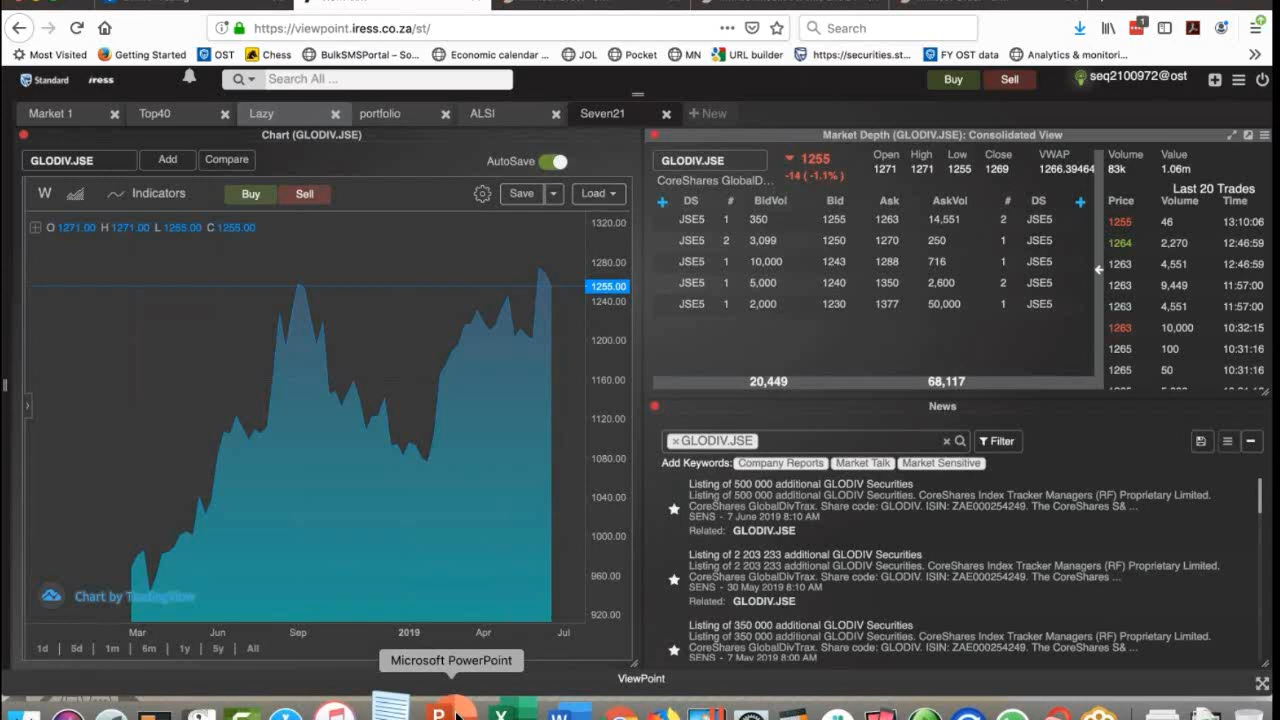 https://viewpoint.iress.co.za/st/
Search
1
Most Visited Getting Started OST Chess BulkSMSPortal – So... Economic calendar ... JOL Pocket MN URL builder https://securities.st... FY OST data Analytics & monitori...
Standard iress Search All ... Buy Sell seq2100972@ost
Market 1 Top40 Lazy portfolio ALSI Seven21 New
Chart (GLODIV.JSE)
GLODIV.JSE Add Compare AutoSave
W Indicators Buy Sell Save Load
O 1271.00 H 1271.00 L 1255.00 C 1255.00
1320.00
1280.00
1255.00
1240.00
1200.00
1160.00
1120.00
1080.00
1040.00
1000.00
960.00
920.00
Chart by TradingView
Mar Jun Sep 2019 Apr Jul
1d 5d 1m 6m 1y 5y All
Market Depth (GLODIV.JSE): Consolidated View
GLODIV.JSE 1255 Open High Low Close VWAP Volume Value
-14 (-1.1%) 1271 1271 1255 1269 1266.39464 83k 1.06m
CoreShares GlobalD...
Last 20 Trades
DS # BidVol Bid Ask AskVol # DS Price Volume Time
JSE5 1 350 1255 1263 14,551 2 JSE5 1255 46 13:10:06
JSE5 2 3,099 1250 1270 250 1 JSE5 1264 2,270 12:46:59
JSE5 1 10,000 1243 1288 716 1 JSE5 1263 4,551 12:46:59
JSE5 1 5,000 1240 1350 2,600 2 JSE5 1263 9,449 11:57:00
JSE5 1 2,000 1230 1377 50,000 1 JSE5 1263 4,551 11:57:00
1263 10,000 10:32:15
1265 100 10:31:16
1265 50 10:31:16
20,449 68,117
News
GLODIV.JSE Filter
Add Keywords: Company Reports Market Talk Market Sensitive
Listing of 500 000 additional GLODIV Securities
Listing of 500 000 additional GLODIV Securities. CoreShares Index Tracker Managers (RF) Proprietary Limited.
CoreShares GlobalDivTrax. Share code: GLODIV. ISIN: ZAE000254249. The CoreShares S& ...
SENS - 7 June 2019 8:10 AM
Related: GLODIV.JSE
Listing of 2 203 233 additional GLODIV Securities
Listing of 2 203 233 additional GLODIV Securities. CoreShares Index Tracker Managers (RF) Proprietary Limited.
CoreShares GlobalDivTrax. Share code: GLODIV. ISIN: ZAE000254249. The CoreShares ...
SENS - 30 May 2019 8:10 AM
Related: GLODIV.JSE
Listing of 350 000 additional GLODIV Securities
Listing of 350 000 additional GLODIV Securities. CoreShares Index Tracker Managers (RF) Proprietary Limited.
CoreShares GlobalDivTrax. Share code: GLODIV. ISIN: ZAE000254249. The CoreShares S& ...
SENS - 7 May 2019 8:00 AM
Microsoft PowerPoint
ViewPoint